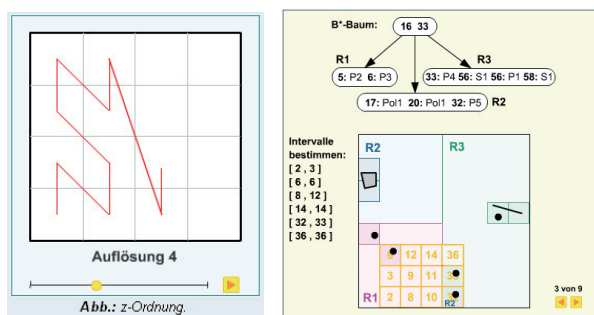 Auflösung 4
Abb.: z-Ordnung.
B*-Baum:
16 33
R1
R3
5: P2 6: P3
33: P4 56: S1 56: P1 58: S1
17: Pol1 20: Pol1 32: P5
R2
Intervalle
bestimmen:
[ 2 , 3 ]
[ 6 , 6 ]
[ 8 , 12 ]
[ 14 , 14 ]
[ 32 , 33 ]
[ 36 , 36 ]
R2
R3
12 14 36
3 9 11
R1
2 8 10
R2
3 von 9